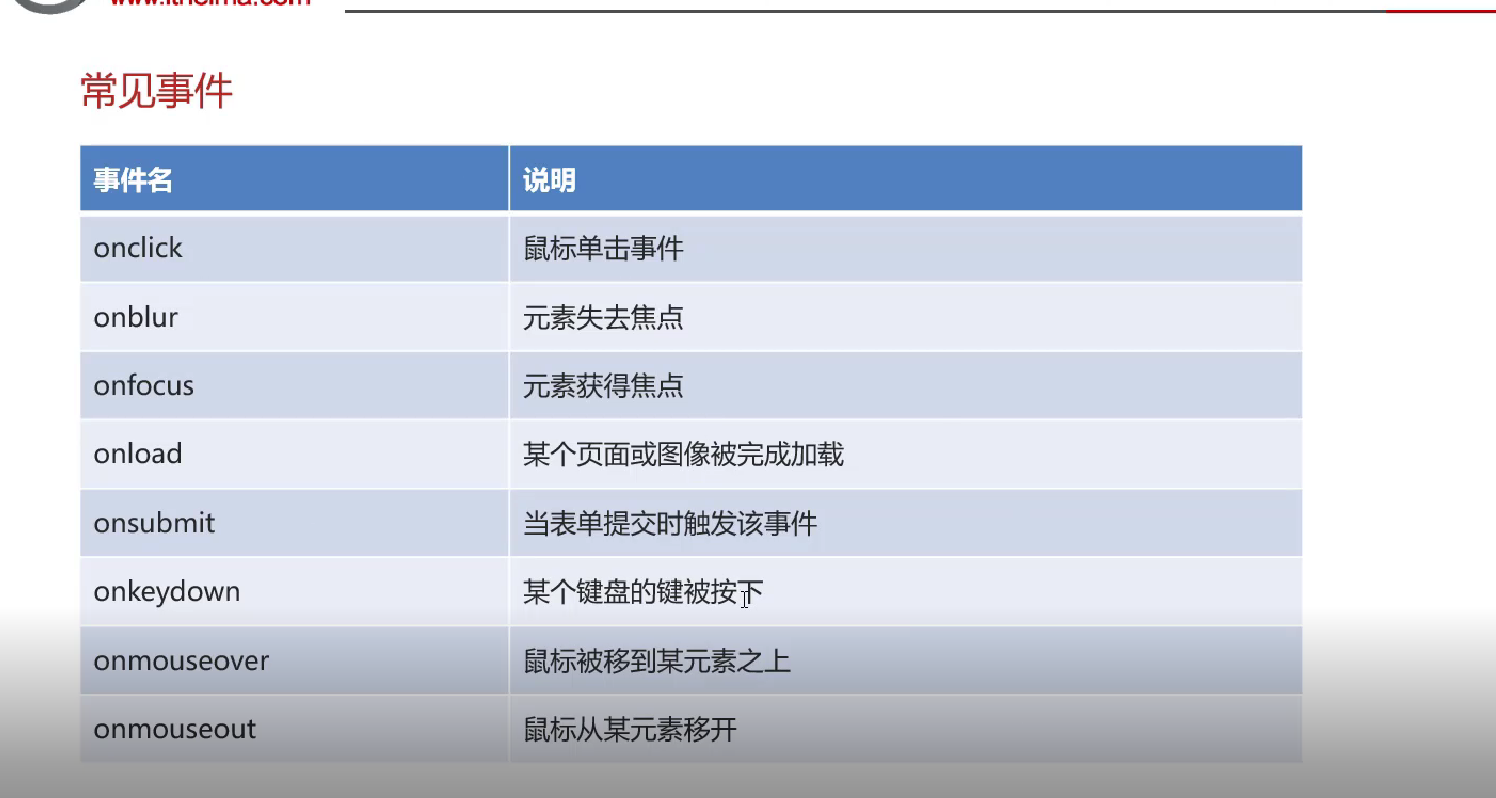 常见事件
事件名 说明
onclick 鼠标单击事件
onblur 元素失去焦点
onfocus 元素获得焦点
onload 某个页面或图像被完成加载
onsubmit 当表单提交时触发该事件
onkeydown 某个键盘的键被按下
onmouseover 鼠标被移到某元素之上
onmouseout 鼠标从某元素移开